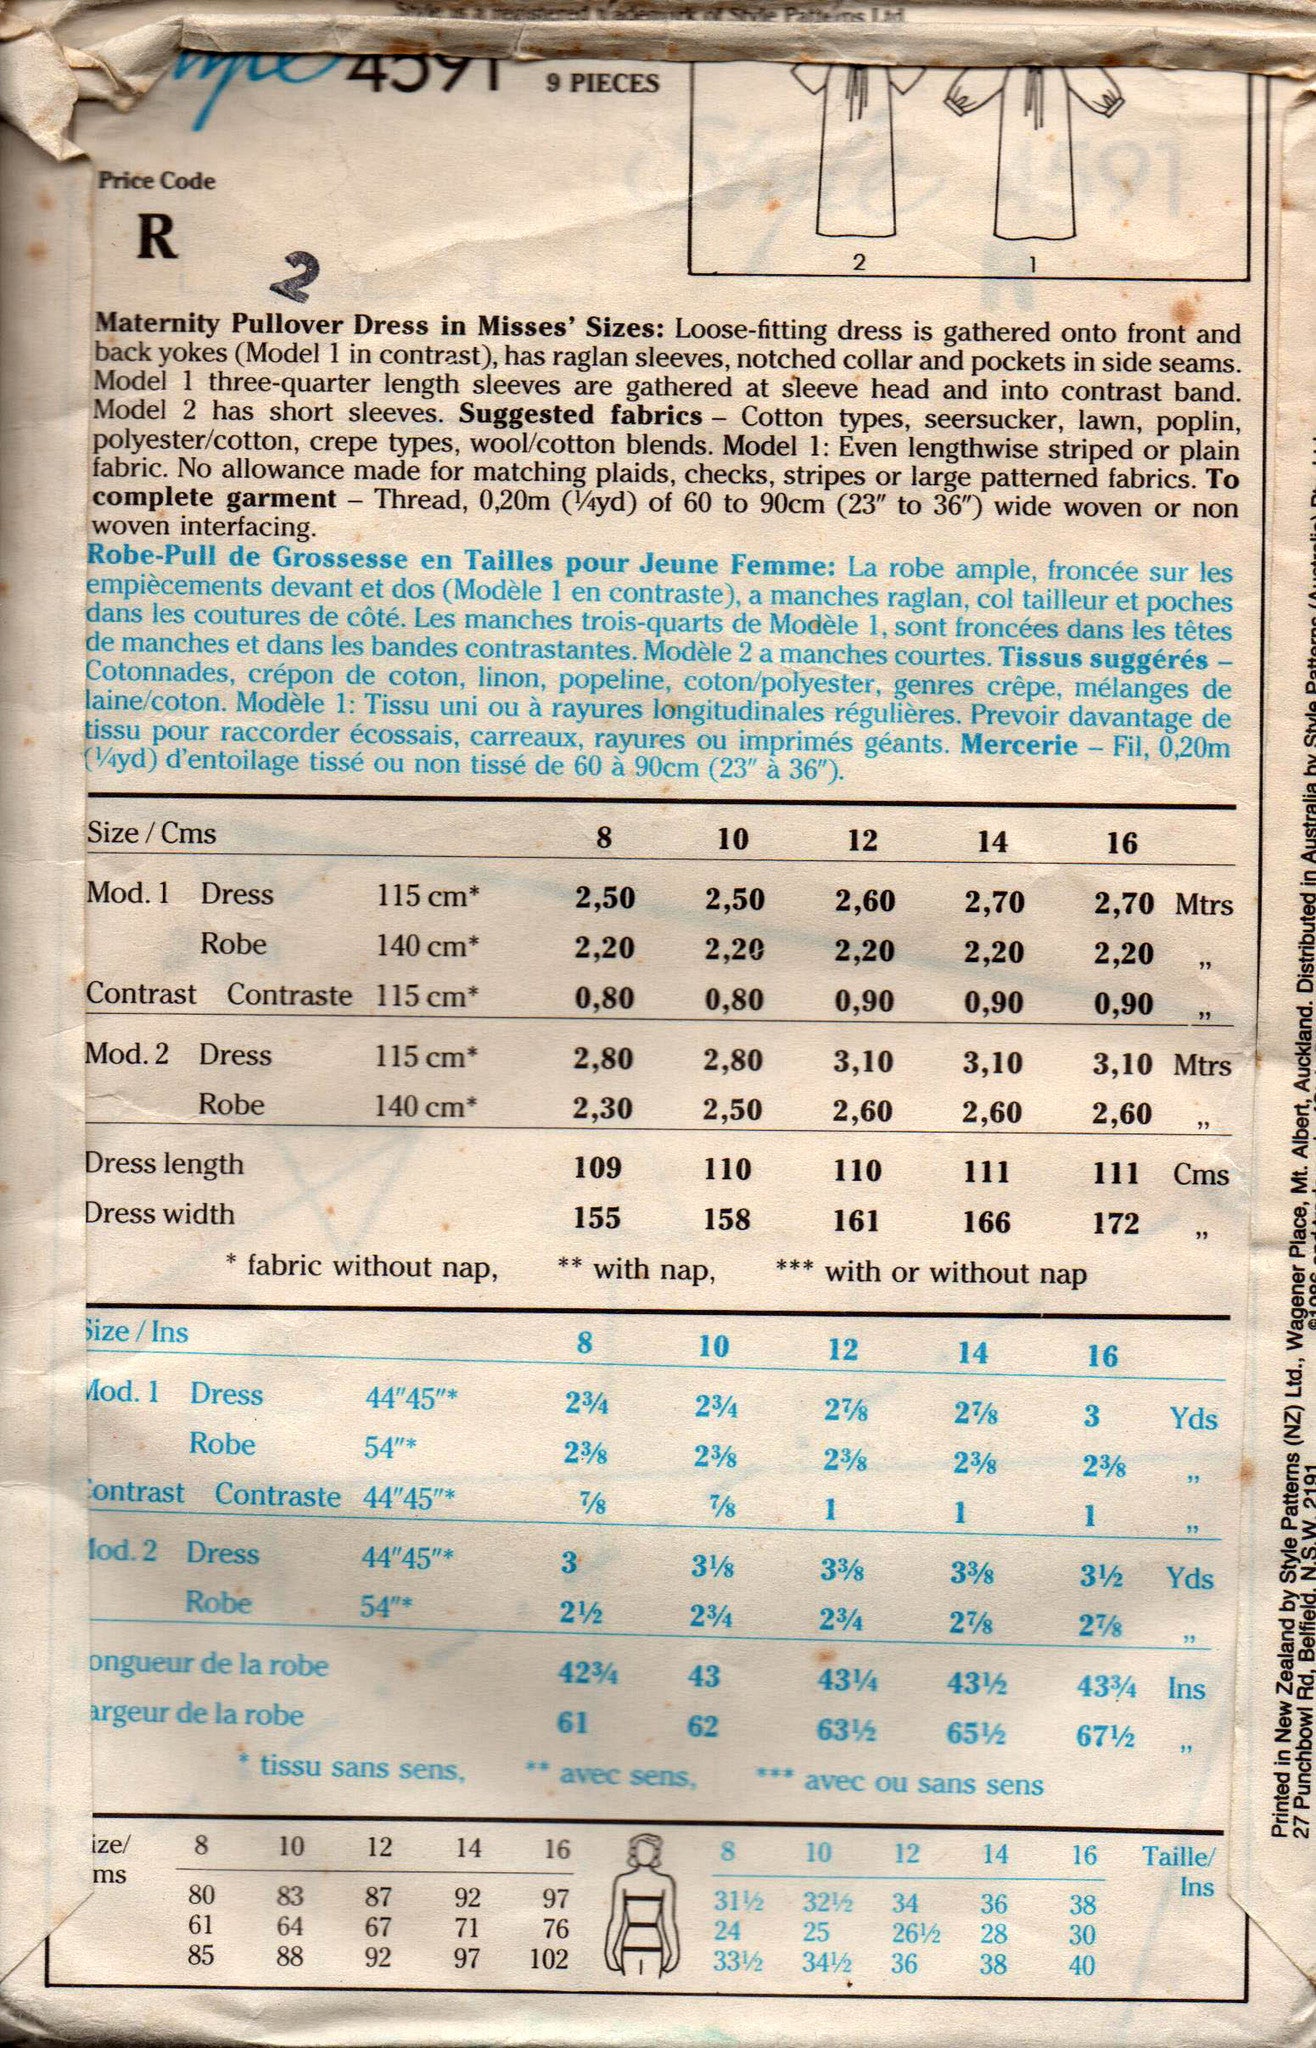 Style is a registered trademark of Style Patterns Ltd
4591 9 PIECES
Price Code
R
2
2 1
Maternity Pullover Dress in Misses' Sizes: Loose-fitting dress is gathered onto front and
back yokes (Model 1 in contrast), has raglan sleeves, notched collar and pockets in side seams.
Model 1 three-quarter length sleeves are gathered at sleeve head and into contrast band.
Model 2 has short sleeves. Suggested fabrics – Cotton types, seersucker, lawn, poplin,
polyester/cotton, crepe types, wool/cotton blends. Model 1: Even lengthwise striped or plain
fabric. No allowance made for matching plaids, checks, stripes or large patterned fabrics. To
complete garment – Thread, 0,20m (¼yd) of 60 to 90cm (23″ to 36″) wide woven or non
woven interfacing.
Robe-Pull de Grossesse en Tailles pour Jeune Femme: La robe ample, froncée sur les
empiècements devant et dos (Modèle 1 en contraste), a manches raglan, col tailleur et poches
dans les coutures de côté. Les manches trois-quarts de Modèle 1, sont froncées dans les têtes
de manches et dans les bandes contrastantes. Modèle 2 a manches courtes. Tissus suggérés –
Cotonnades, crépon de coton, linon, popeline, coton/polyester, genres crêpe, mélanges de
laine/coton. Modèle 1: Tissu uni ou à rayures longitudinales régulières. Prevoir davantage de
tissu pour raccorder écossais, carreaux, rayures ou imprimés géants. Mercerie – Fil, 0,20m
(¼yd) d'entoilage tissé ou non tissé de 60 à 90cm (23″ à 36″).
Size / Cms 8 10 12 14 16
Mod. 1 Dress 115 cm* 2,50 2,50 2,60 2,70 2,70 Mtrs
Robe 140 cm* 2,20 2,20 2,20 2,20 2,20 „
Contrast Contraste 115 cm* 0,80 0,80 0,90 0,90 0,90 „
Mod. 2 Dress 115 cm* 2,80 2,80 3,10 3,10 3,10 Mtrs
Robe 140 cm* 2,30 2,50 2,60 2,60 2,60 „
Dress length 109 110 110 111 111 Cms
Dress width 155 158 161 166 172 „
* fabric without nap, ** with nap, *** with or without nap
Size / Ins 8 10 12 14 16
Mod. 1 Dress 44″45″* 2¾ 2¾ 2⅞ 2⅞ 3 Yds
Robe 54″* 2⅜ 2⅜ 2⅜ 2⅜ 2⅜ „
ontrast Contraste 44″45″* ⅞ ⅞ 1 1 1 „
Mod. 2 Dress 44″45″* 3 3⅛ 3⅜ 3⅜ 3½ Yds
Robe 54″* 2½ 2¾ 2¾ 2⅞ 2⅞ „
ongueur de la robe 42¾ 43 43¼ 43½ 43¾ Ins
argeur de la robe 61 62 63½ 65½ 67½ „
* tissu sans sens, ** avec sens, *** avec ou sans sens
ize/ 8 10 12 14 16 8 10 12 14 16 Taille/
ms Ins
80 83 87 92 97 31½ 32½ 34 36 38
61 64 67 71 76 24 25 26½ 28 30
85 88 92 97 102 33½ 34½ 36 38 40
Printed in New Zealand by Style Patterns (NZ) Ltd., Wagener Place, Mt. Albert, Auckland. Distributed in Australia by Style Patterns
27 Punchbowl Rd, Belfield, N.S.W. 2191